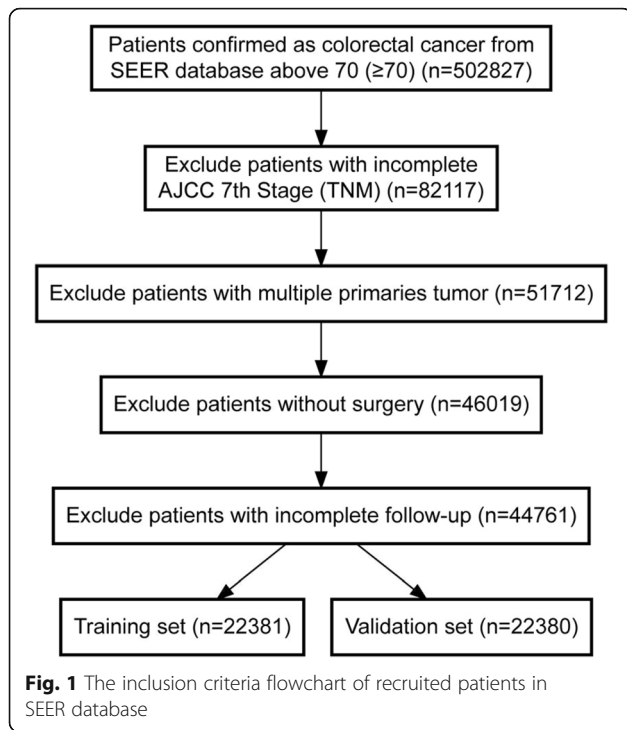 Patients confirmed as colorectal cancer from
SEER database above 70 (≥70) (n=502827)
Exclude patients with incomplete
AJCC 7th Stage (TNM) (n=82117)
Exclude patients with multiple primaries tumor (n=51712)
Exclude patients without surgery (n=46019)
Exclude patients with incomplete follow-up (n=44761)
Training set (n=22381)
Validation set (n=22380)
Fig. 1 The inclusion criteria flowchart of recruited patients in
SEER database